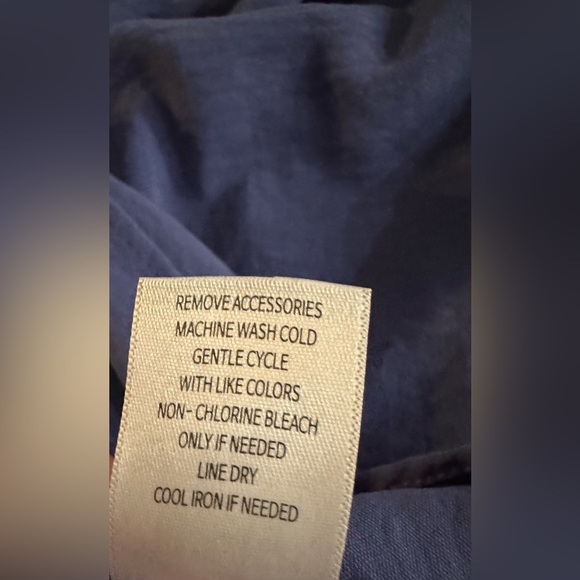 REMOVE ACCESSORIES
MACHINE WASH COLD
GENTLE CYCLE
WITH LIKE COLORS
NON- CHLORINE BLEACH
ONLY IF NEEDED
LINE DRY
COOL IRON IF NEEDED